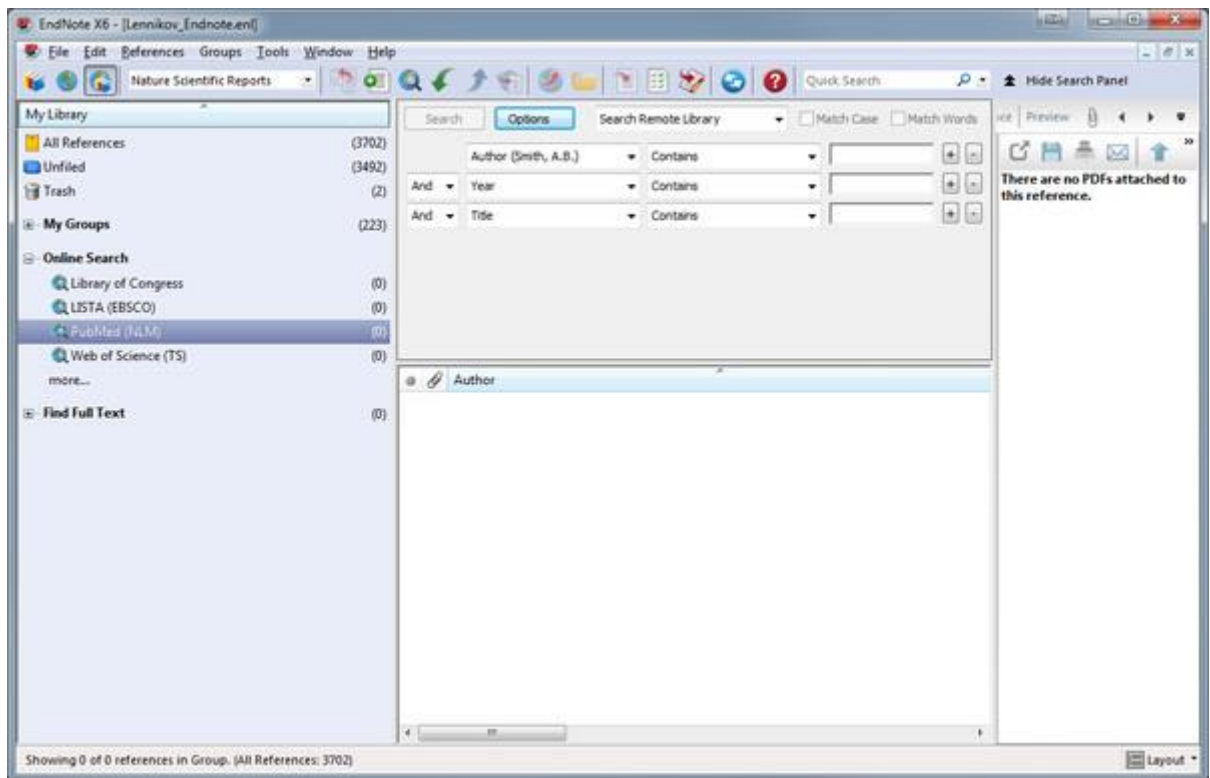 EndNote X6 - [Lennikov_Endnote.enl]
File Edit References Groups Tools Window Help
Nature Scientific Reports Quick Search Hide Search Panel
My Library
All References (3702)
Unfiled (3492)
Trash (2)
My Groups (223)
Online Search
Library of Congress (0)
LISTA (EBSCO) (0)
PubMed (NLM) (0)
Web of Science (TS) (0)
more...
Find Full Text (0)
Search Options Search Remote Library Match Case Match Words
Author (Smith, A.B.) Contains
And Year Contains
And Title Contains
Author
Preview
There are no PDFs attached to
this reference.
Showing 0 of 0 references in Group. (All References: 3702)
Layout